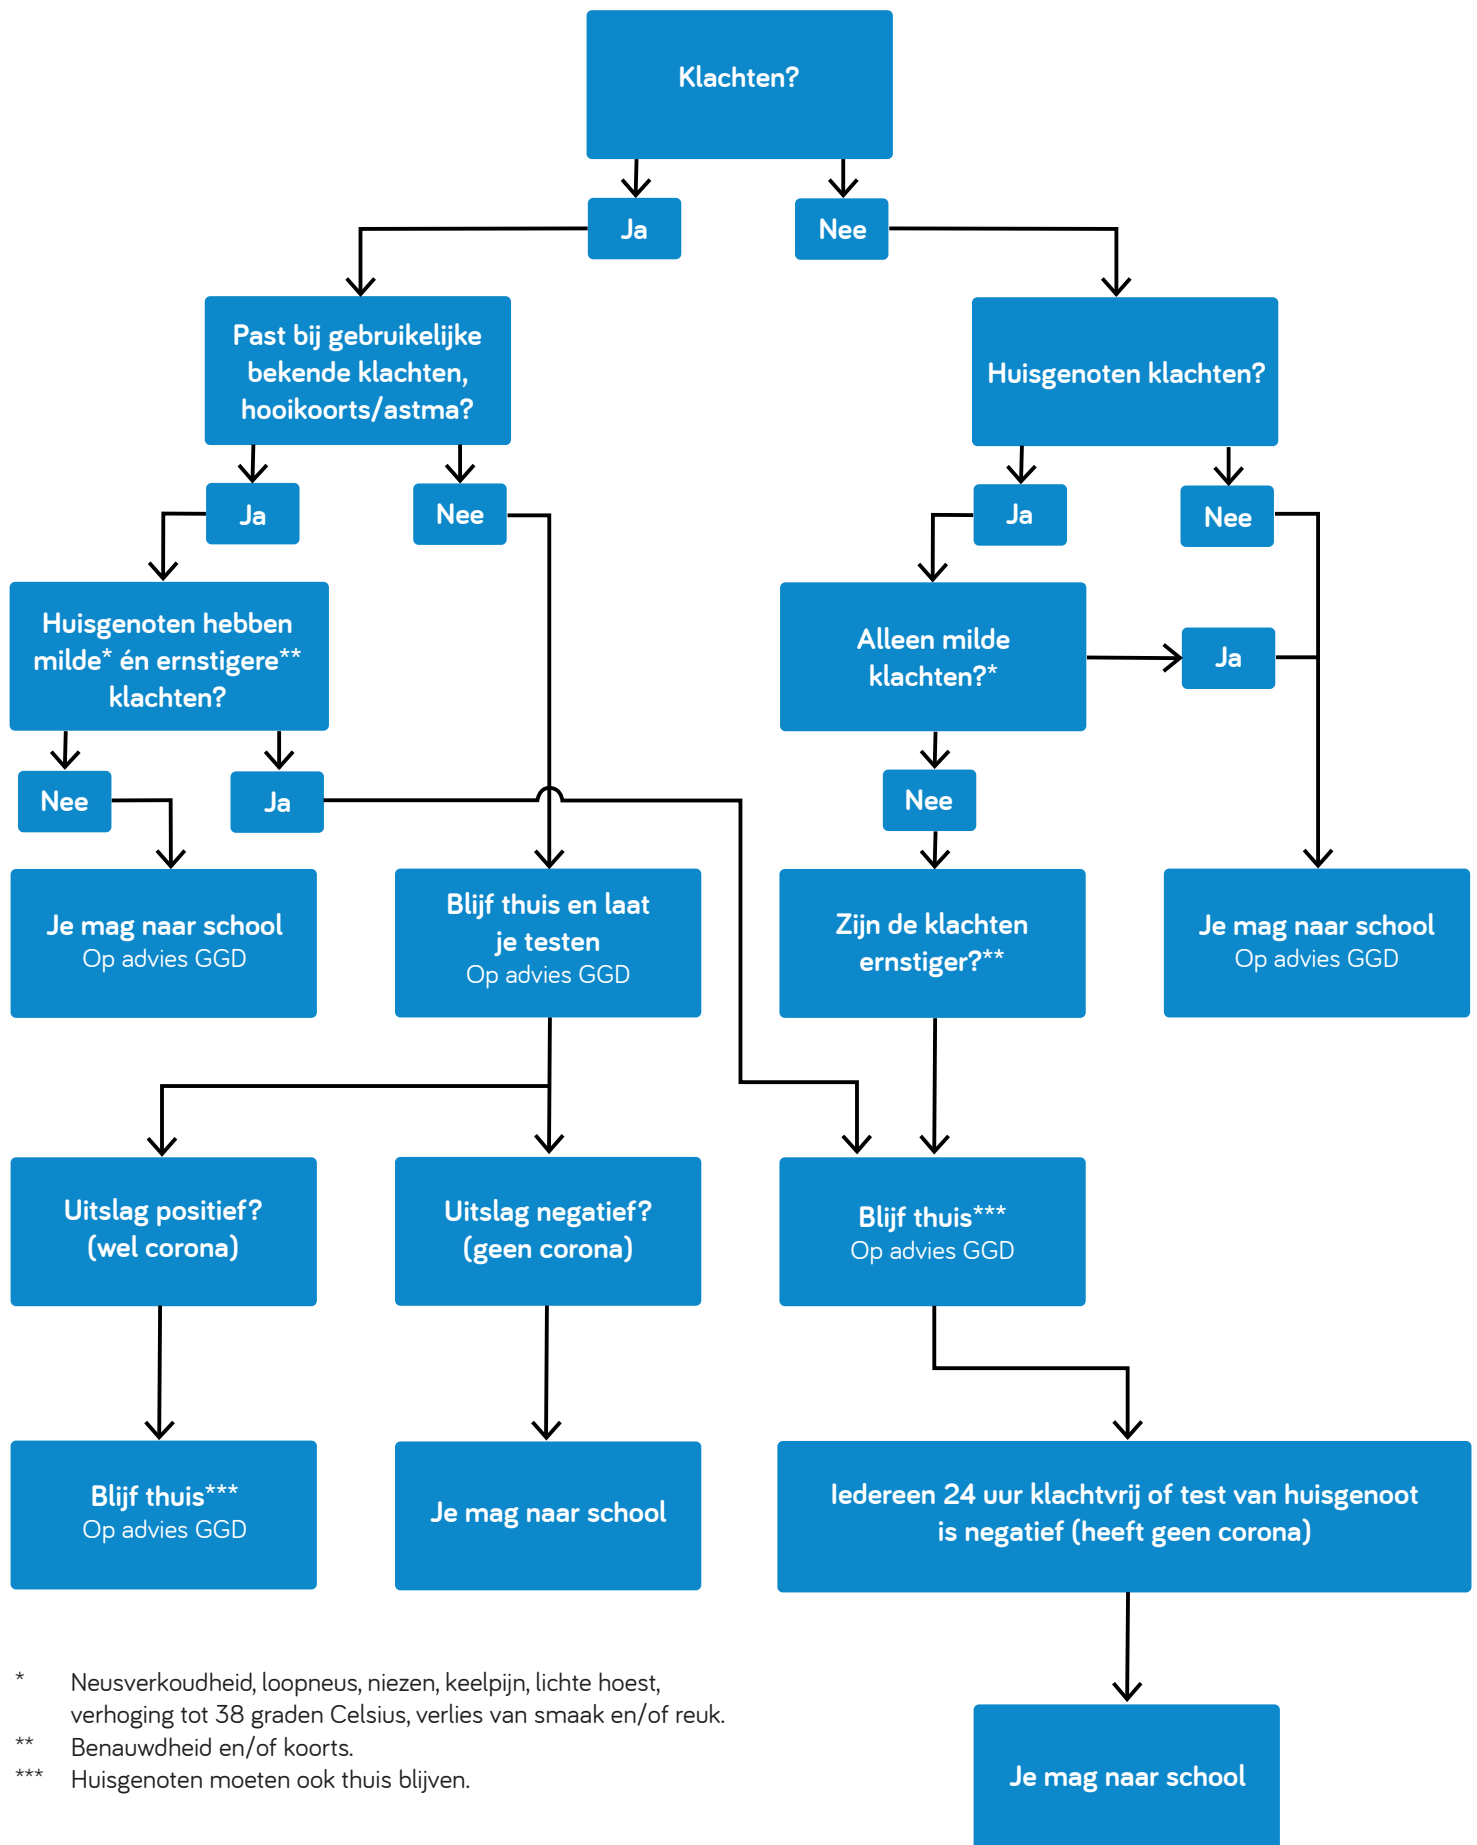 Klachten?
Ja
Nee
Past bij gebruikelijke
bekende klachten,
hooikoorts/astma?
Huisgenoten klachten?
Ja
Nee
Ja
Nee
Huisgenoten hebben
milde* én ernstigere**
klachten?
Alleen milde
klachten?*
Ja
Nee
Ja
Nee
Je mag naar school
Op advies GGD
Blijf thuis en laat
je testen
Op advies GGD
Zijn de klachten
ernstiger?**
Je mag naar school
Op advies GGD
Uitslag positief?
(wel corona)
Uitslag negatief?
(geen corona)
Blijf thuis***
Op advies GGD
Blijf thuis***
Op advies GGD
Je mag naar school
Iedereen 24 uur klachtvrij of test van huisgenoot
is negatief (heeft geen corona)
* Neusverkoudheid, loopneus, niezen, keelpijn, lichte hoest,
verhoging tot 38 graden Celsius, verlies van smaak en/of reuk.
** Benauwdheid en/of koorts.
*** Huisgenoten moeten ook thuis blijven.
Je mag naar school